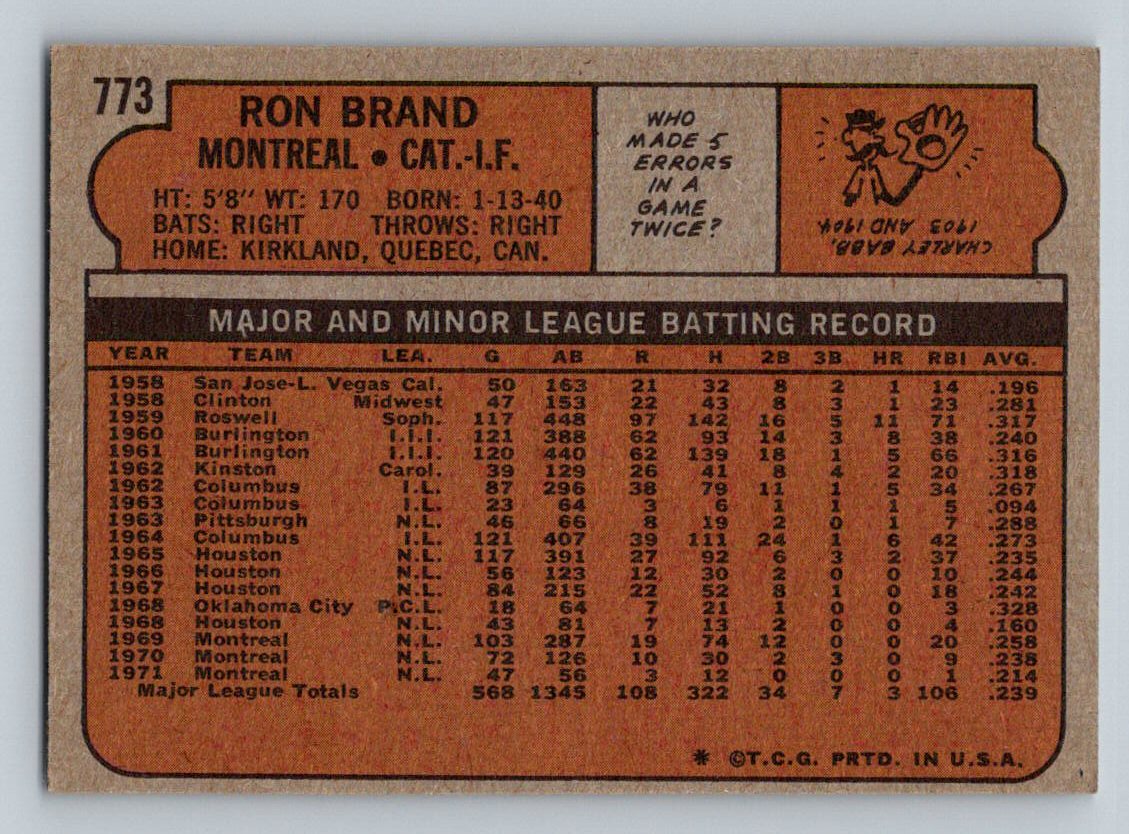 773
RON BRAND
MONTREAL • CAT.-I.F.
HT: 5'8" WT: 170 BORN: 1-13-40
BATS: RIGHT THROWS: RIGHT
HOME: KIRKLAND, QUEBEC, CAN.
WHO
MADE 5
ERRORS
IN A
GAME
TWICE?
CHARLEY BABB,
1903 AND 1904.
MAJOR AND MINOR LEAGUE BATTING RECORD
YEAR TEAM LEA. G AB R H 2B 3B HR RBI AVG.
1958 San Jose-L. Vegas Cal. 50 163 21 32 8 2 1 14 .196
1958 Clinton Midwest 47 153 22 43 8 3 1 23 .281
1959 Roswell Soph. 117 448 97 142 16 5 11 71 .317
1960 Burlington I.I.I. 121 388 62 93 14 3 8 38 .240
1961 Burlington I.I.I. 120 440 62 139 18 1 5 66 .316
1962 Kinston Carol. 39 129 26 41 8 4 2 20 .318
1962 Columbus I.L. 87 296 38 79 11 1 5 34 .267
1963 Columbus I.L. 23 64 3 6 1 1 1 5 .094
1963 Pittsburgh N.L. 46 66 8 19 2 0 1 7 .288
1964 Columbus I.L. 121 407 39 111 24 1 6 42 .273
1965 Houston N.L. 117 391 27 92 6 3 2 37 .235
1966 Houston N.L. 56 123 12 30 2 0 0 10 .244
1967 Houston N.L. 84 215 22 52 8 1 0 18 .242
1968 Oklahoma City P.C.L. 18 64 7 21 1 0 0 3 .328
1968 Houston N.L. 43 81 7 13 2 0 0 4 .160
1969 Montreal N.L. 103 287 19 74 12 0 0 20 .258
1970 Montreal N.L. 72 126 10 30 2 3 0 9 .238
1971 Montreal N.L. 47 56 3 12 0 0 0 1 .214
Major League Totals 568 1345 108 322 34 7 3 106 .239
* ©T.C.G. PRTD. IN U.S.A.